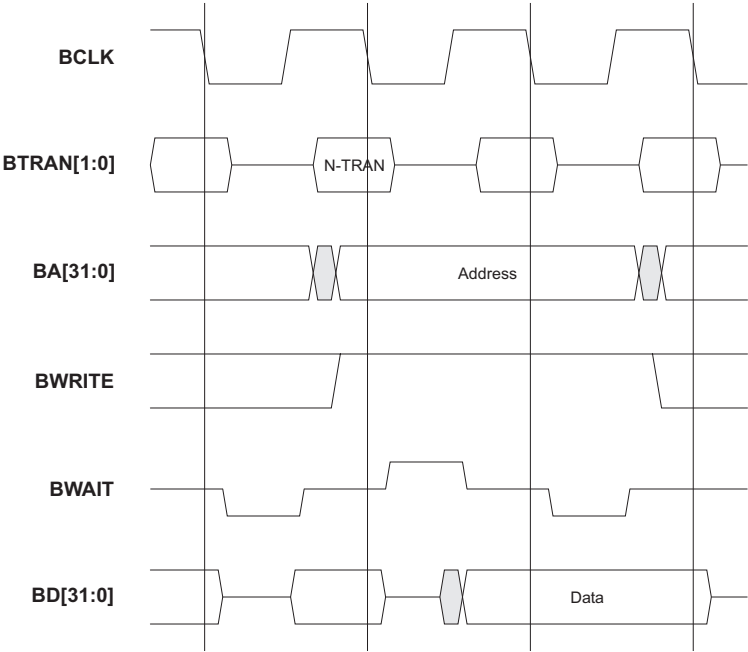 BCLK
BTRAN[1:0]
N-TRAN
BA[31:0]
Address
BWRITE
BWAIT
BD[31:0]
Data